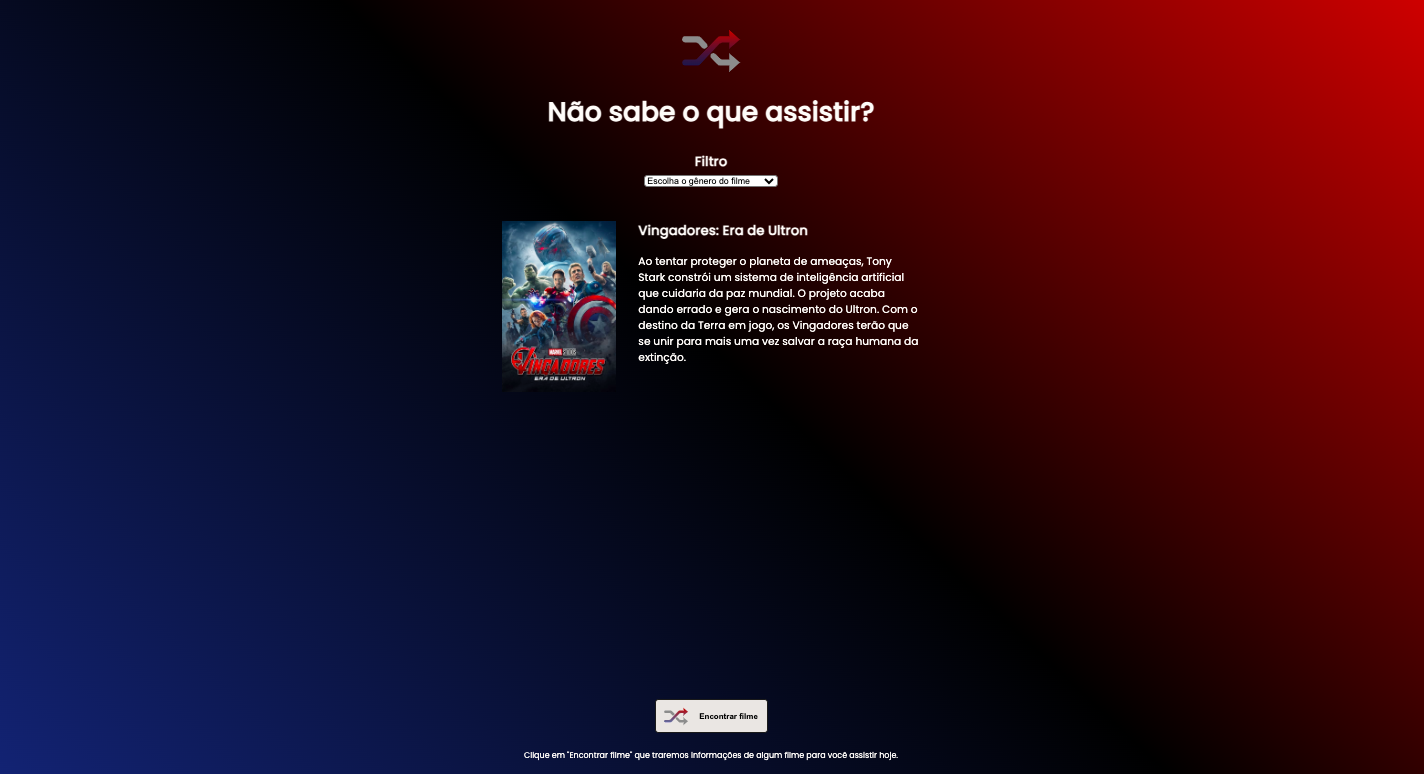 Não sabe o que assistir?
Filtro
Escolha o gênero do filme
Vingadores: Era de Ultron
Ao tentar proteger o planeta de ameaças, Tony
Stark constrói um sistema de inteligência artificial
que cuidaria da paz mundial. O projeto acaba
dando errado e gera o nascimento do Ultron. Com o
destino da Terra em jogo, os Vingadores terão que
se unir para mais uma vez salvar a raça humana da
extinção.
MARVEL STUDIOS
VINGADORES
ERA DE ULTRON
Encontrar filme
Clique em "Encontrar filme" que traremos informações de algum filme para você assistir hoje.